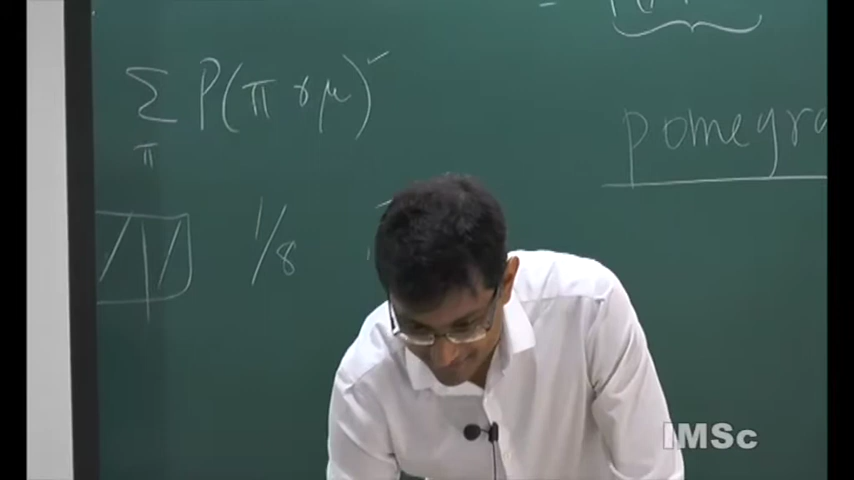 =
∑ P(π γ μ) ✓
π
pomegra
1/8
IMSc